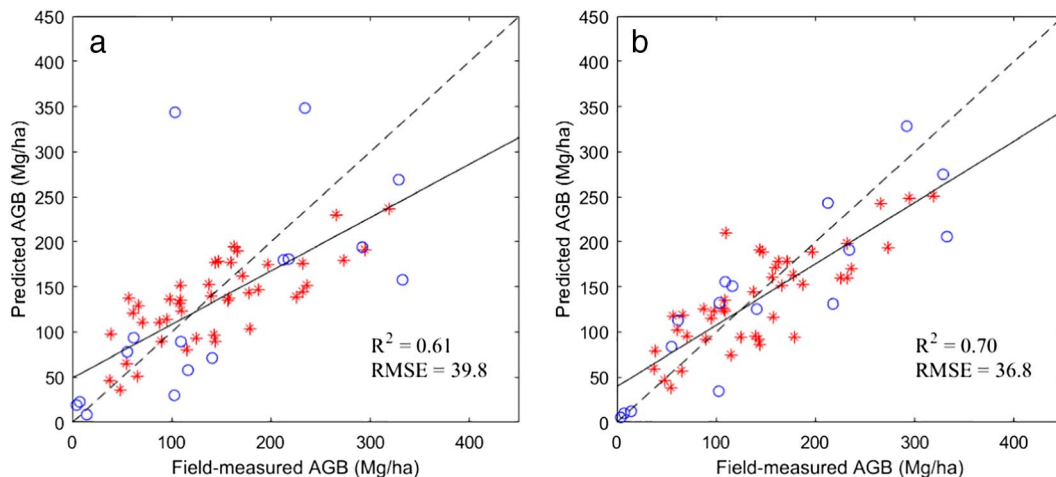 a
450
400
350
300
250
200
150
100
50
0
Predicted AGB (Mg/ha)
R² = 0.61
RMSE = 39.8
0 100 200 300 400
Field-measured AGB (Mg/ha)
b
450
400
350
300
250
200
150
100
50
0
Predicted AGB (Mg/ha)
R² = 0.70
RMSE = 36.8
0 100 200 300 400
Field-measured AGB (Mg/ha)